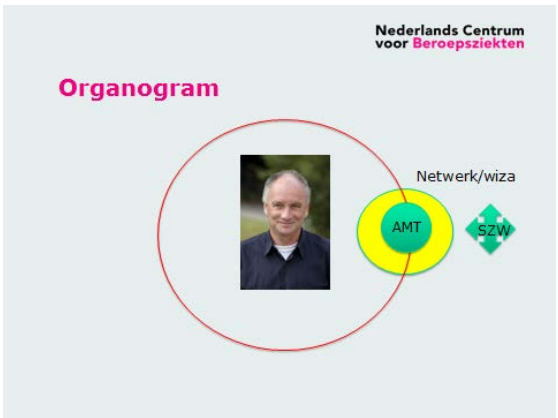 Nederlands Centrum
voor Beroepsziekten
Organogram
Netwerk/wiza
AMT
SZW